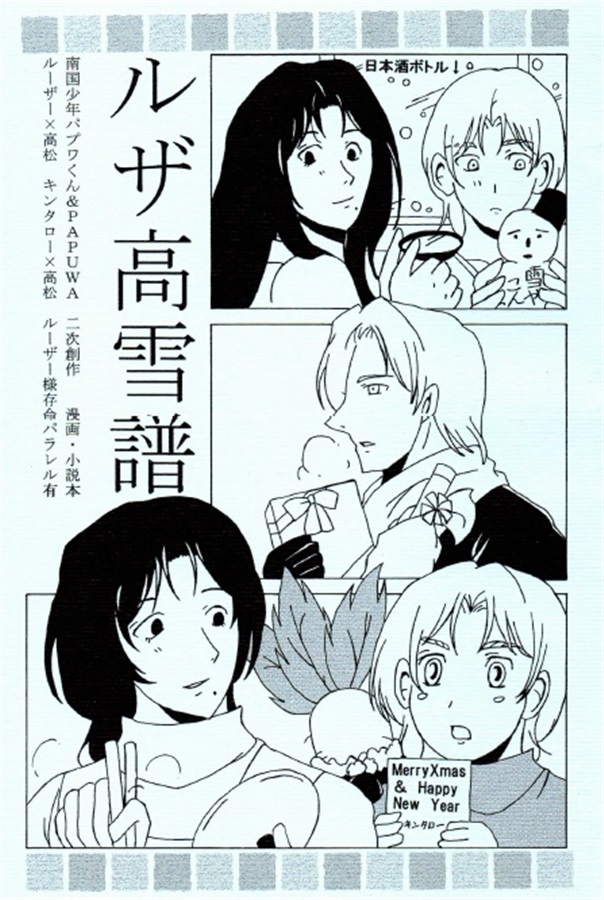 ルザ高雪譜
南国少年パプワくん&PAPUWA 二次創作 漫画・小説本
ルーザー×高松 キンタロー×高松 ルーザー様存命パラレル有
日本酒ボトル↓
雪
MerryXmas
& Happy
New Year
キンタロー